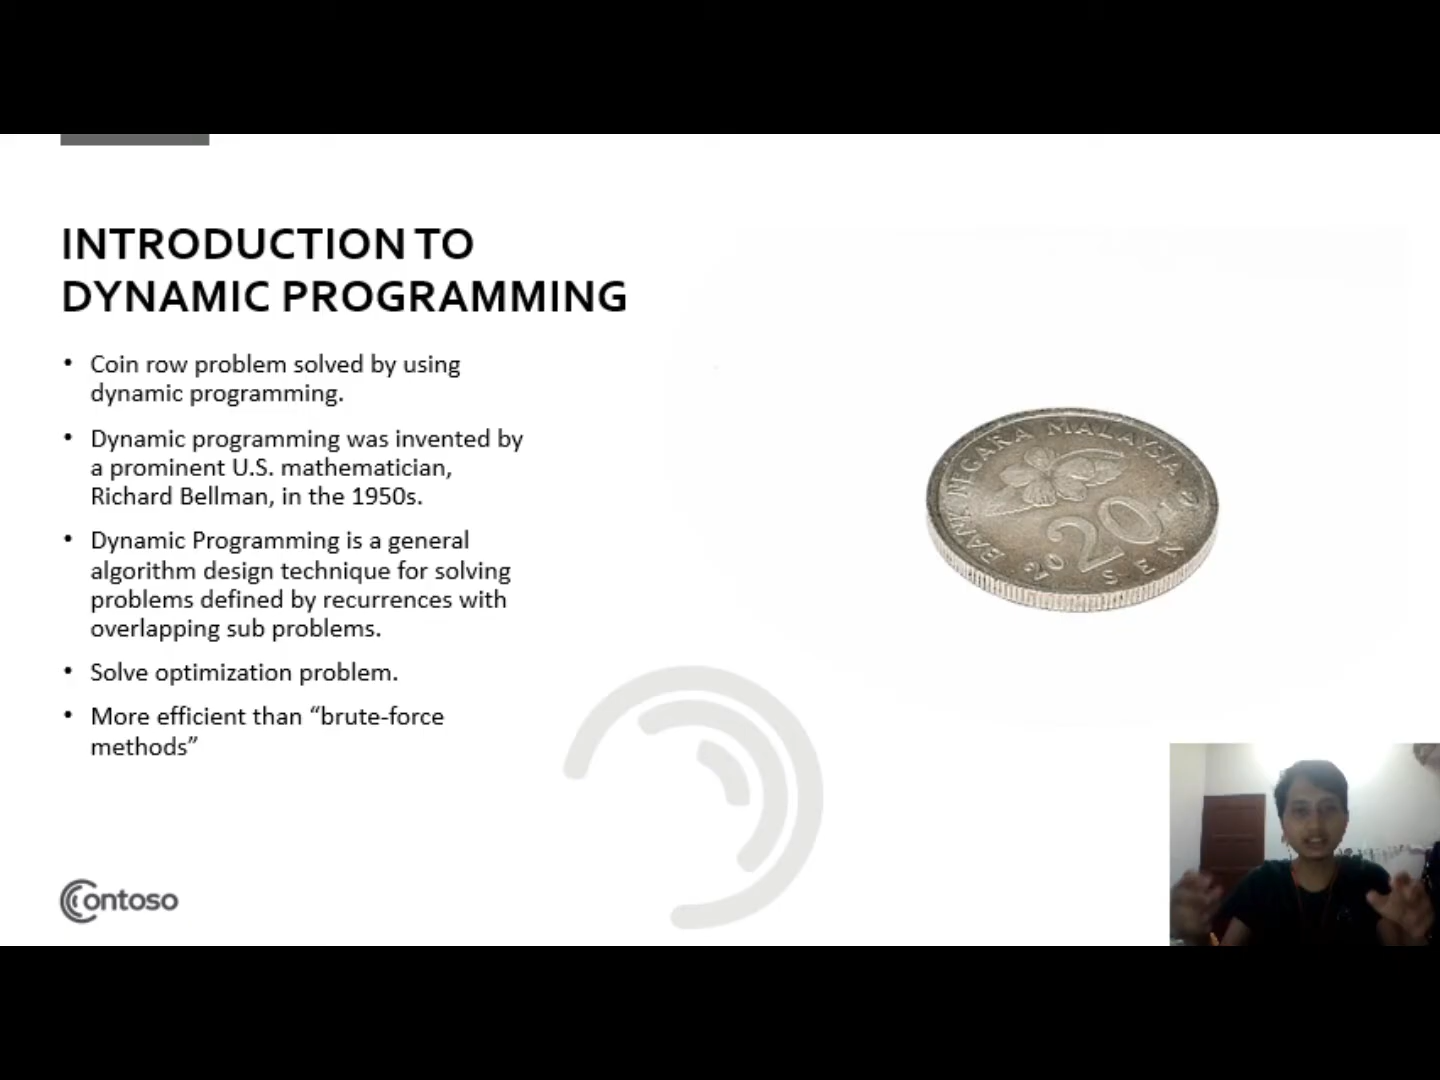 INTRODUCTION TO
DYNAMIC PROGRAMMING
• Coin row problem solved by using
dynamic programming.
• Dynamic programming was invented by
a prominent U.S. mathematician,
Richard Bellman, in the 1950s.
• Dynamic Programming is a general
algorithm design technique for solving
problems defined by recurrences with
overlapping sub problems.
• Solve optimization problem.
• More efficient than “brute-force
methods”
BANK NEGARA MALAYSIA
20
SEN
Contoso